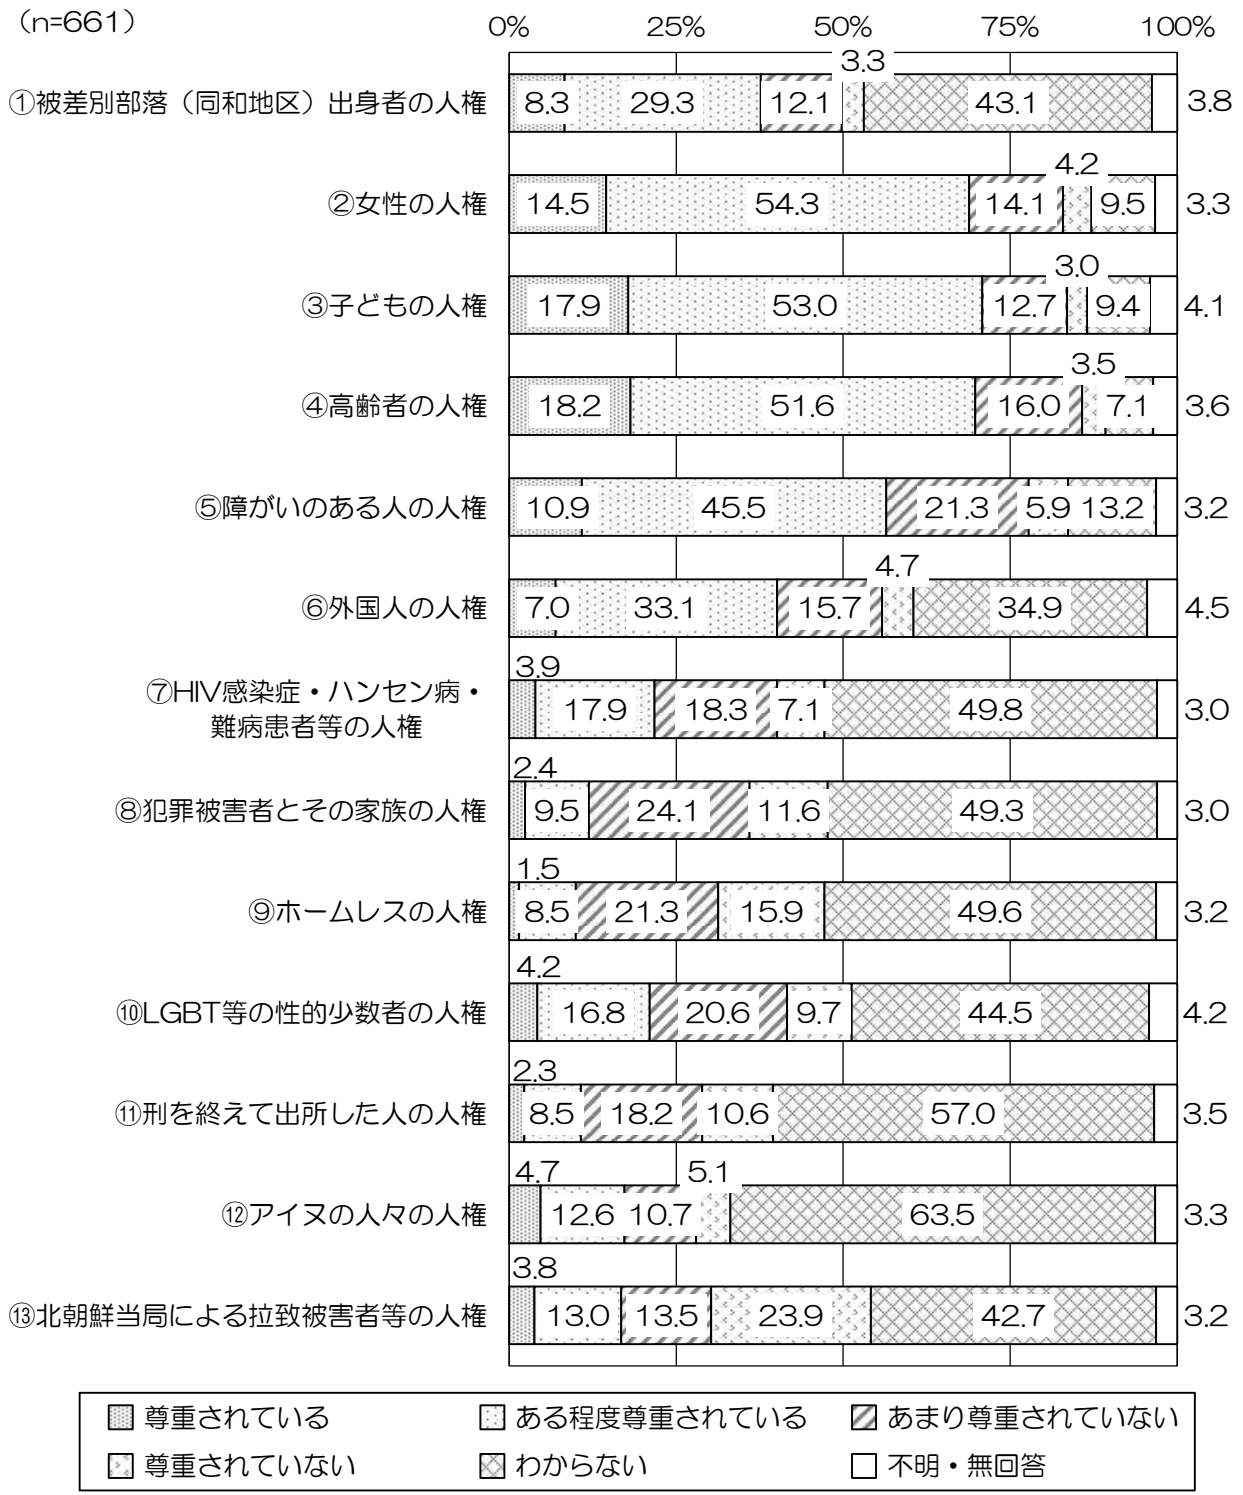 （n=661）
0% 25% 50% 75% 100%
3.3
①被差別部落（同和地区）出身者の人権 8.3 29.3 12.1 43.1 3.8
4.2
②女性の人権 14.5 54.3 14.1 9.5 3.3
3.0
③子どもの人権 17.9 53.0 12.7 9.4 4.1
3.5
④高齢者の人権 18.2 51.6 16.0 7.1 3.6
⑤障がいのある人の人権 10.9 45.5 21.3 5.9 13.2 3.2
4.7
⑥外国人の人権 7.0 33.1 15.7 34.9 4.5
3.9
⑦HIV感染症・ハンセン病・
難病患者等の人権 17.9 18.3 7.1 49.8 3.0
2.4
⑧犯罪被害者とその家族の人権 9.5 24.1 11.6 49.3 3.0
1.5
⑨ホームレスの人権 8.5 21.3 15.9 49.6 3.2
4.2
⑩LGBT等の性的少数者の人権 16.8 20.6 9.7 44.5 4.2
2.3
⑪刑を終えて出所した人の人権 8.5 18.2 10.6 57.0 3.5
4.7 5.1
⑫アイヌの人々の人権 12.6 10.7 63.5 3.3
3.8
⑬北朝鮮当局による拉致被害者等の人権 13.0 13.5 23.9 42.7 3.2
尊重されている ある程度尊重されている あまり尊重されていない
尊重されていない わからない 不明・無回答